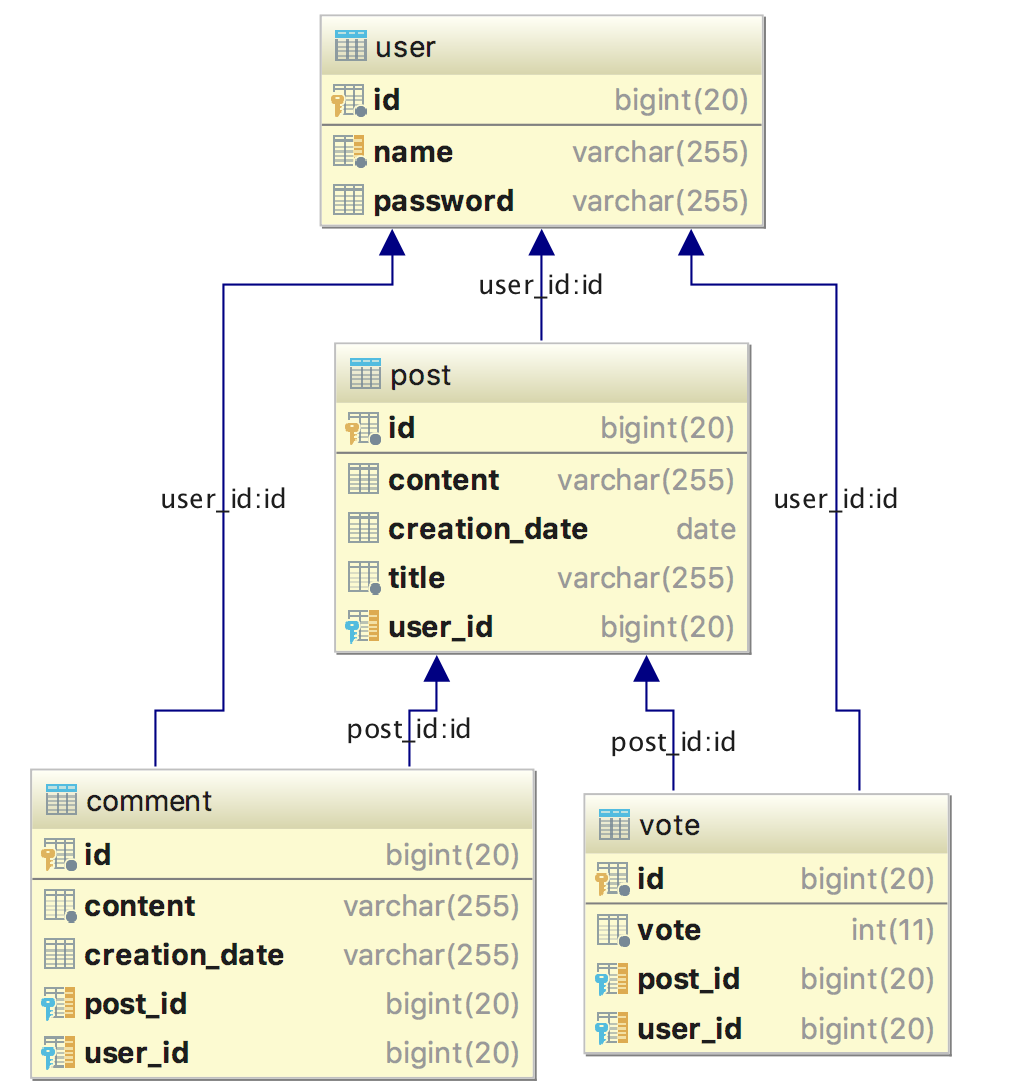 user
id bigint(20)
name varchar(255)
password varchar(255)
user_id:id
post
id bigint(20)
content varchar(255)
creation_date date
title varchar(255)
user_id bigint(20)
user_id:id
user_id:id
post_id:id
post_id:id
comment
id bigint(20)
content varchar(255)
creation_date varchar(255)
post_id bigint(20)
user_id bigint(20)
vote
id bigint(20)
vote int(11)
post_id bigint(20)
user_id bigint(20)